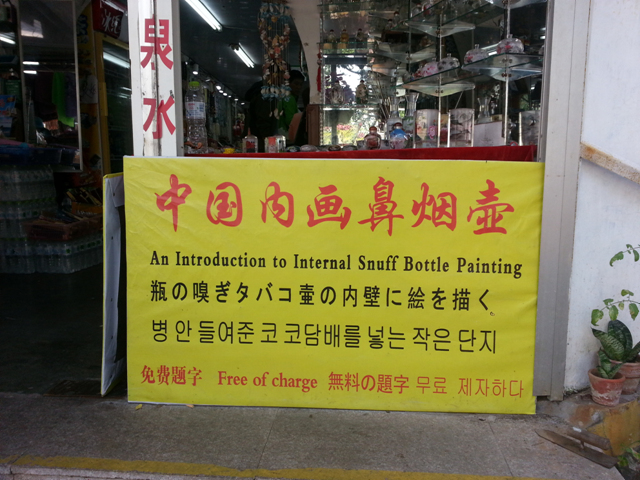 泉水
中国内画鼻烟壶
An Introduction to Internal Snuff Bottle Painting
瓶の嗅ぎタバコ壷の内壁に绘を描く。
병 안 들여준 코 코담배를 넣는 작은 단지
免费题字 Free of charge 無料の題字 무료 제자하다